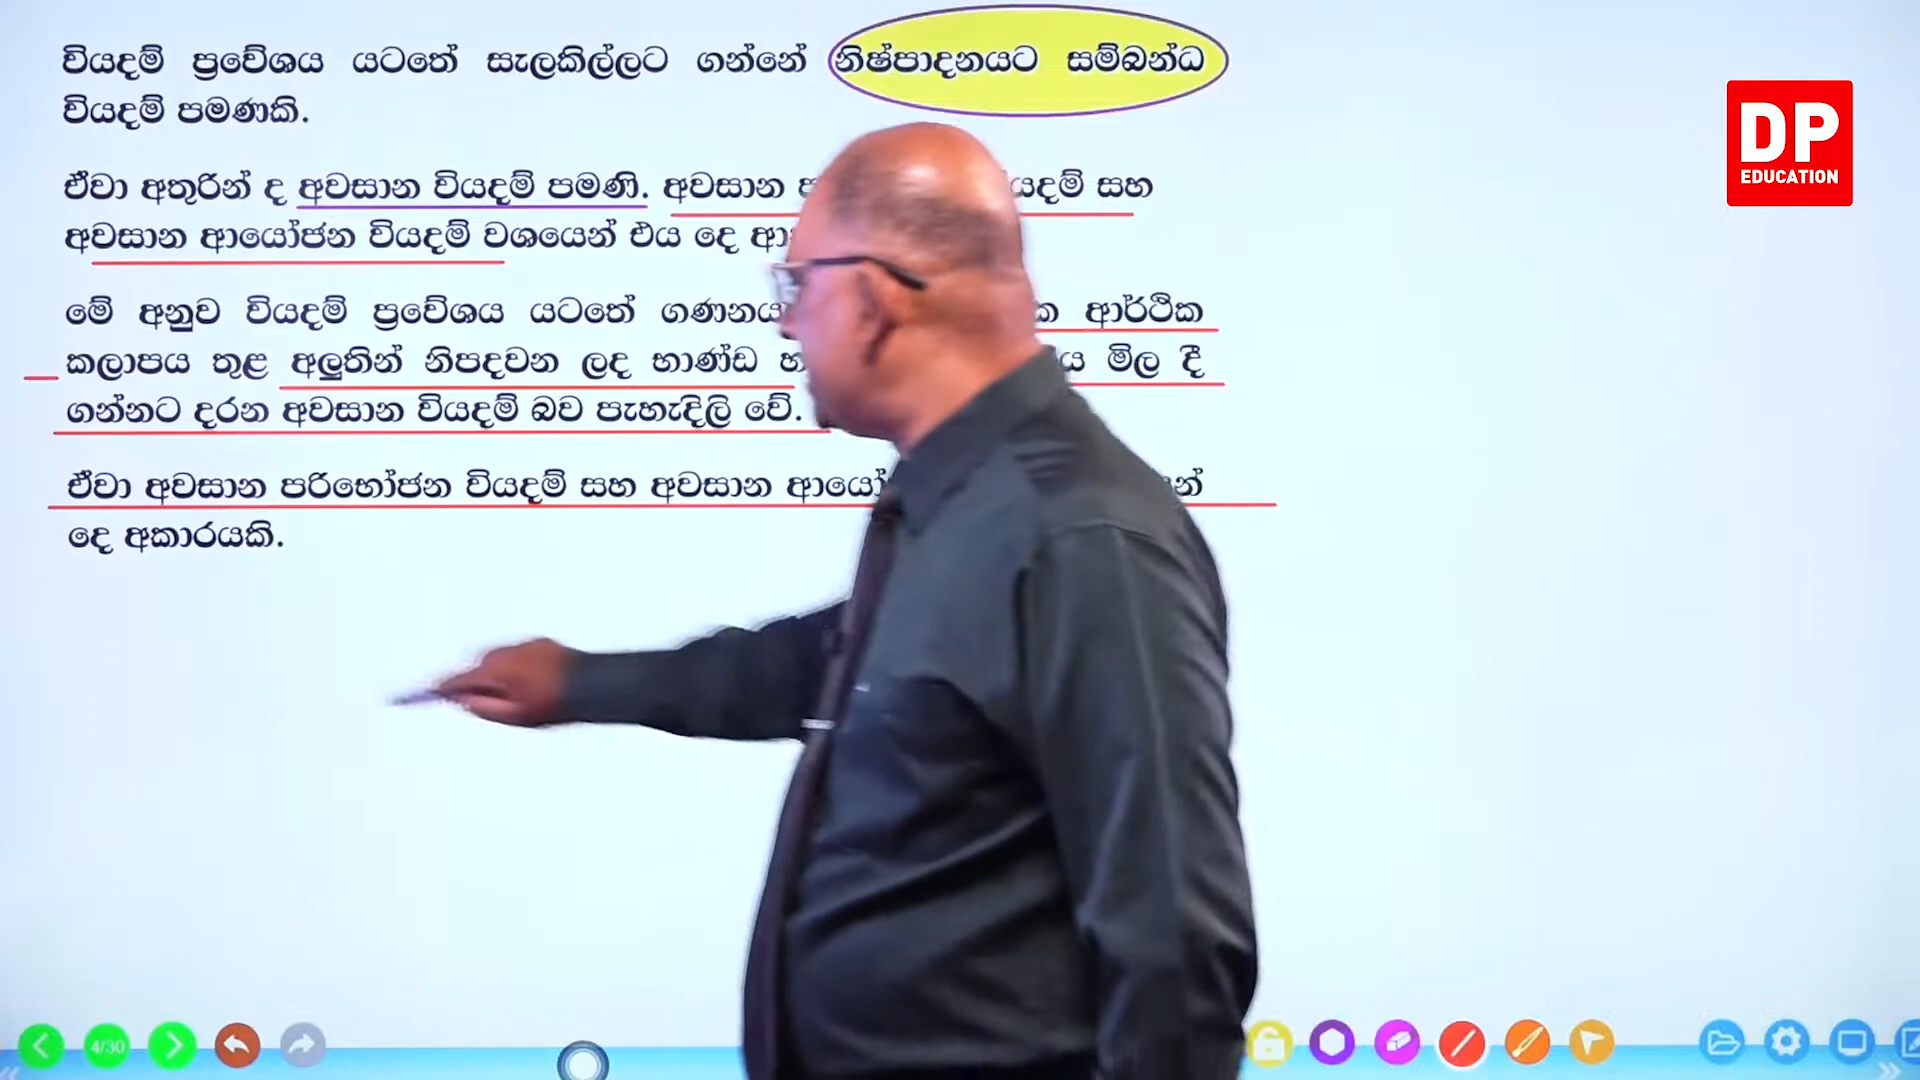 වියදම් ප්‍රවේශය යටතේ සැලකිල්ලට ගන්නේ නිෂ්පාදනයට සම්බන්ධ
වියදම් පමණකි.
ඒවා අතුරින් ද අවසාන වියදම් පමණි. අවසාන සහ
අවසාන ආයෝජන වියදම් වශයෙන් එය දෙ
මේ අනුව වියදම් ප්‍රවේශය යටතේ ආර්ථික
කලාපය තුළ අලුතින් නිපදවන ලද භාණ්ඩ මිල දී
ගන්නට දරන අවසාන වියදම් බව පැහැදිලි වේ.
ඒවා අවසාන පරිභෝජන වියදම් සහ අවසාන
දෙ අකාරයකි.
DP
EDUCATION
4/30